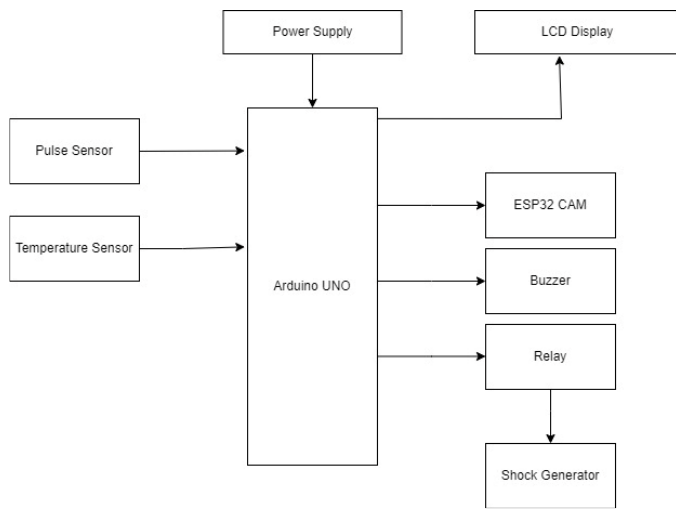 Power Supply
LCD Display
Pulse Sensor
Temperature Sensor
Arduino UNO
ESP32 CAM
Buzzer
Relay
Shock Generator